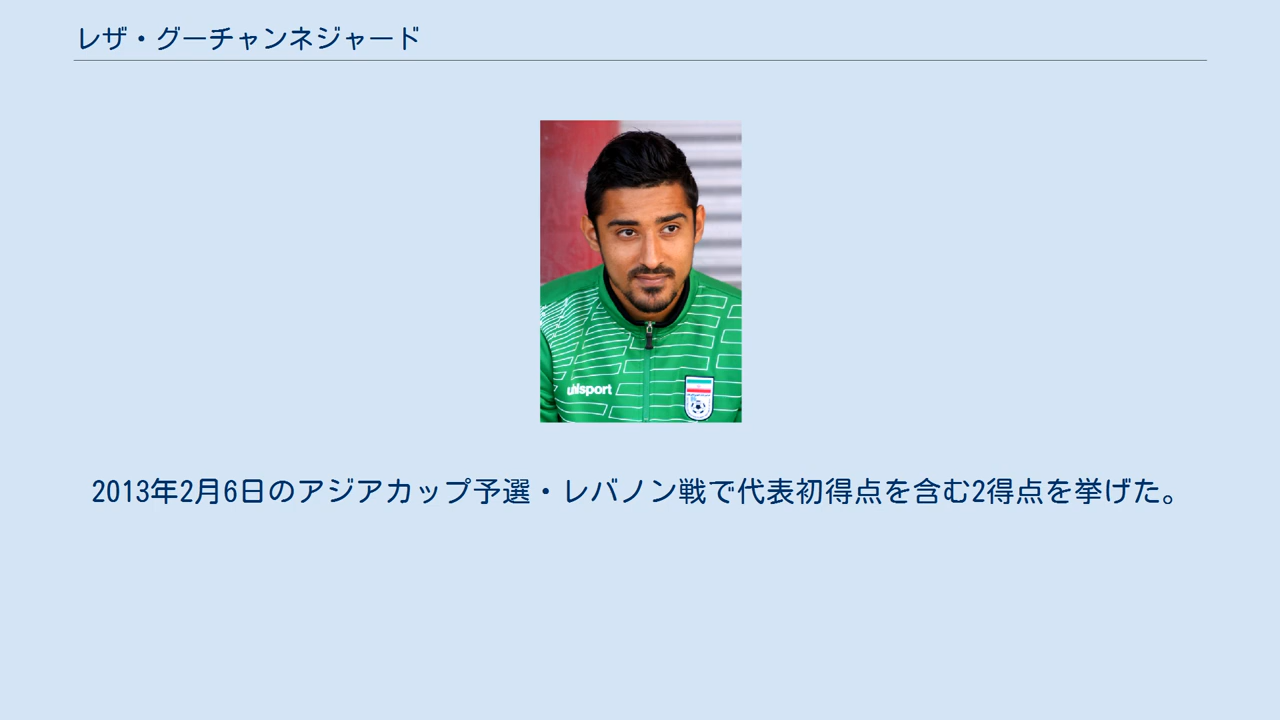 レザ・グーチャンネジャード
uhlsport
2013年2月6日のアジアカップ予選・レバノン戦で代表初得点を含む2得点を挙げた。